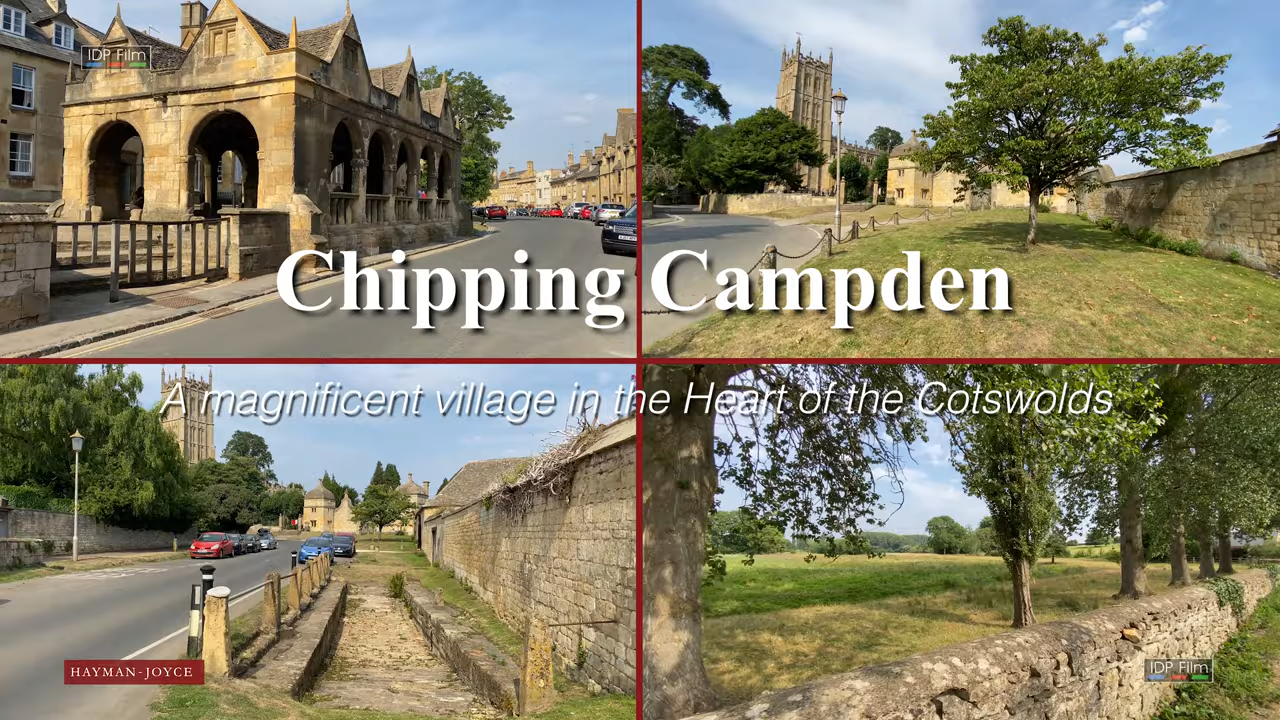 IDP Film
Chipping Campden
A magnificent village in the Heart of the Cotswolds
HAYMAN-JOYCE
IDP Film